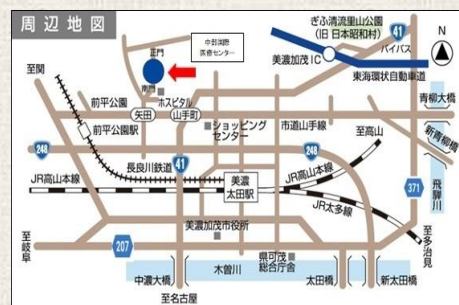 周辺地図
正門
南門
中部国際
医療センター
ホスピタル
ぎふ清流里山公園
(旧 日本昭和村)
41
N
バイパス
美濃加茂IC
東海環状自動車道
至関
前平公園
矢田
山手町
青柳大橋
前平公園駅
ショッピング
センター
市道山手線
至高山
新青柳橋
248
長良川鉄道
41
248
JR高山本線
美濃
太田駅
JR高山本線
371
飛騨川
JR太多線
美濃加茂市役所
至岐阜
207
県可茂
総合庁舎
至多治見
中濃大橋
木曽川
太田橋
新太田橋
至名古屋